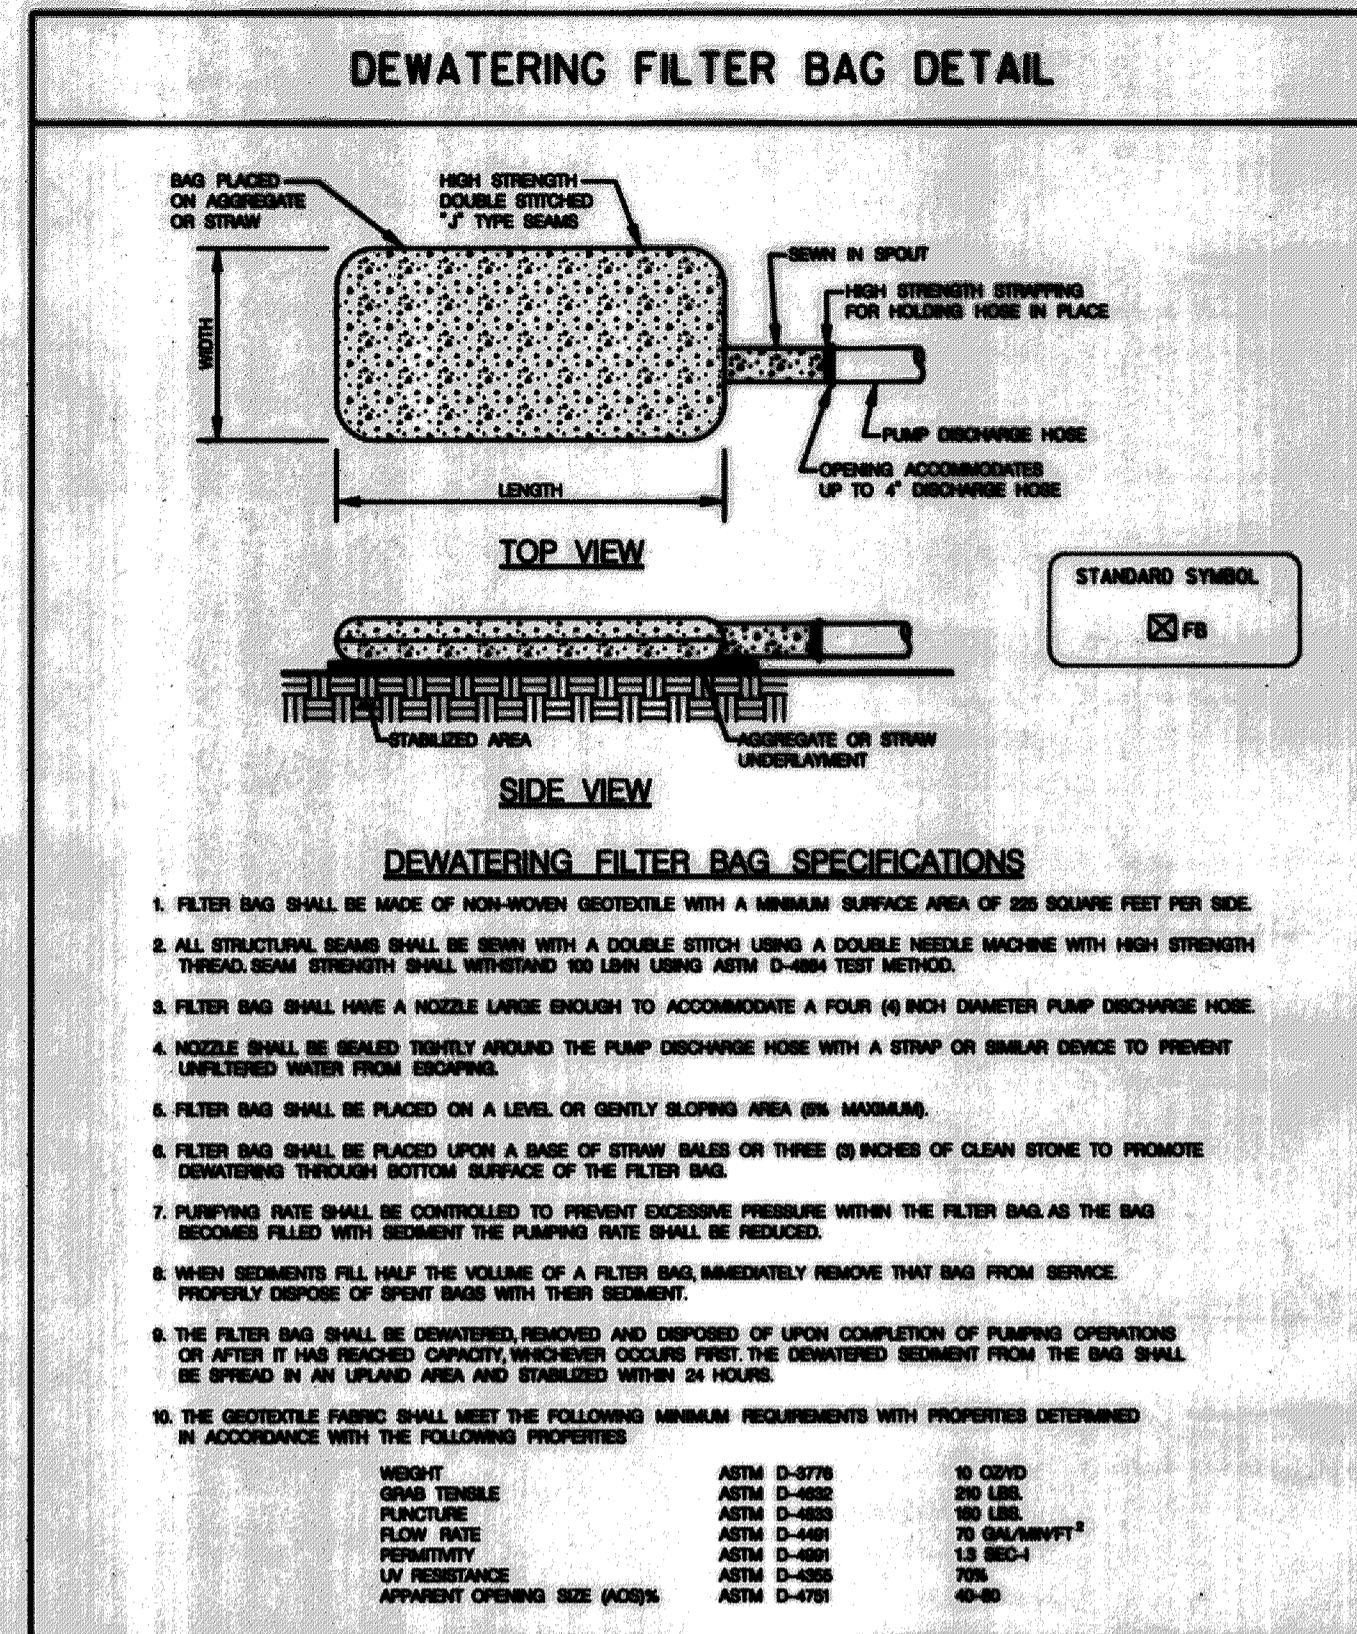 DEWATERING FILTER BAG DETAIL
BAG PLACED
ON AGGREGATE
OR STRAW
HIGH STRENGTH
DOUBLE STITCHED
"J" TYPE SEAMS
SEWN IN SPOUT
HIGH STRENGTH STRAPPING
FOR HOLDING HOSE IN PLACE
WIDTH
PUMP DISCHARGE HOSE
OPENING ACCOMMODATES
UP TO 4" DISCHARGE HOSE
LENGTH
TOP VIEW
STANDARD SYMBOL
FB
STABILIZED AREA
AGGREGATE OR STRAW
UNDERLAYMENT
SIDE VIEW
DEWATERING FILTER BAG SPECIFICATIONS
1. FILTER BAG SHALL BE MADE OF NON-WOVEN GEOTEXTILE WITH A MINIMUM SURFACE AREA OF 225 SQUARE FEET PER SIDE.
2. ALL STRUCTURAL SEAMS SHALL BE SEWN WITH A DOUBLE STITCH USING A DOUBLE NEEDLE MACHINE WITH HIGH STRENGTH
THREAD. SEAM STRENGTH SHALL WITHSTAND 100 LB/IN USING ASTM D-4884 TEST METHOD.
3. FILTER BAG SHALL HAVE A NOZZLE LARGE ENOUGH TO ACCOMMODATE A FOUR (4) INCH DIAMETER PUMP DISCHARGE HOSE.
4. NOZZLE SHALL BE SEALED TIGHTLY AROUND THE PUMP DISCHARGE HOSE WITH A STRAP OR SIMILAR DEVICE TO PREVENT
UNFILTERED WATER FROM ESCAPING.
5. FILTER BAG SHALL BE PLACED ON A LEVEL OR GENTLY SLOPING AREA (5% MAXIMUM).
6. FILTER BAG SHALL BE PLACED UPON A BASE OF STRAW BALES OR THREE (3) INCHES OF CLEAN STONE TO PROMOTE
DEWATERING THROUGH BOTTOM SURFACE OF THE FILTER BAG.
7. PURIFYING RATE SHALL BE CONTROLLED TO PREVENT EXCESSIVE PRESSURE WITHIN THE FILTER BAG. AS THE BAG
BECOMES FILLED WITH SEDIMENT THE PUMPING RATE SHALL BE REDUCED.
8. WHEN SEDIMENTS FILL HALF THE VOLUME OF A FILTER BAG, IMMEDIATELY REMOVE THAT BAG FROM SERVICE.
PROPERLY DISPOSE OF SPENT BAGS WITH THEIR SEDIMENT.
9. THE FILTER BAG SHALL BE DEWATERED, REMOVED AND DISPOSED OF UPON COMPLETION OF PUMPING OPERATIONS
OR AFTER IT HAS REACHED CAPACITY, WHICHEVER OCCURS FIRST. THE DEWATERED SEDIMENT FROM THE BAG SHALL
BE SPREAD IN AN UPLAND AREA AND STABILIZED WITHIN 24 HOURS.
10. THE GEOTEXTILE FABRIC SHALL MEET THE FOLLOWING MINIMUM REQUIREMENTS WITH PROPERTIES DETERMINED
IN ACCORDANCE WITH THE FOLLOWING PROPERTIES
WEIGHT ASTM D-3776 10 OZ/YD
GRAB TENSILE ASTM D-4632 210 LBS.
PUNCTURE ASTM D-4833 LBS.
FLOW RATE ASTM D-4491 70 GAL/MIN/FT²
PERMITIVITY ASTM 1.3 SEC-1
UV RESISTANCE ASTM D-4355 70%
APPARENT OPENING SIZE (AOS)% ASTM D-4751 40-80